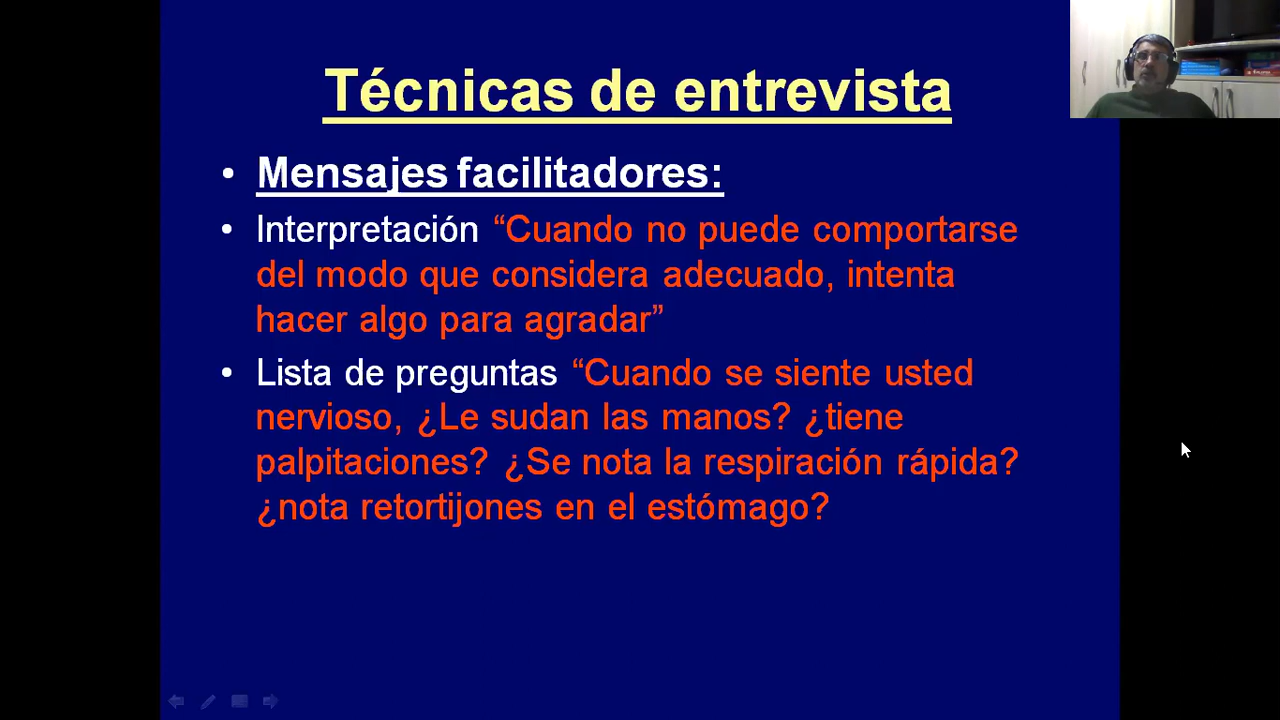 Técnicas de entrevista
• Mensajes facilitadores:
• Interpretación “Cuando no puede comportarse
del modo que considera adecuado, intenta
hacer algo para agradar”
• Lista de preguntas “Cuando se siente usted
nervioso, ¿Le sudan las manos? ¿tiene
palpitaciones? ¿Se nota la respiración rápida?
¿nota retortijones en el estómago?